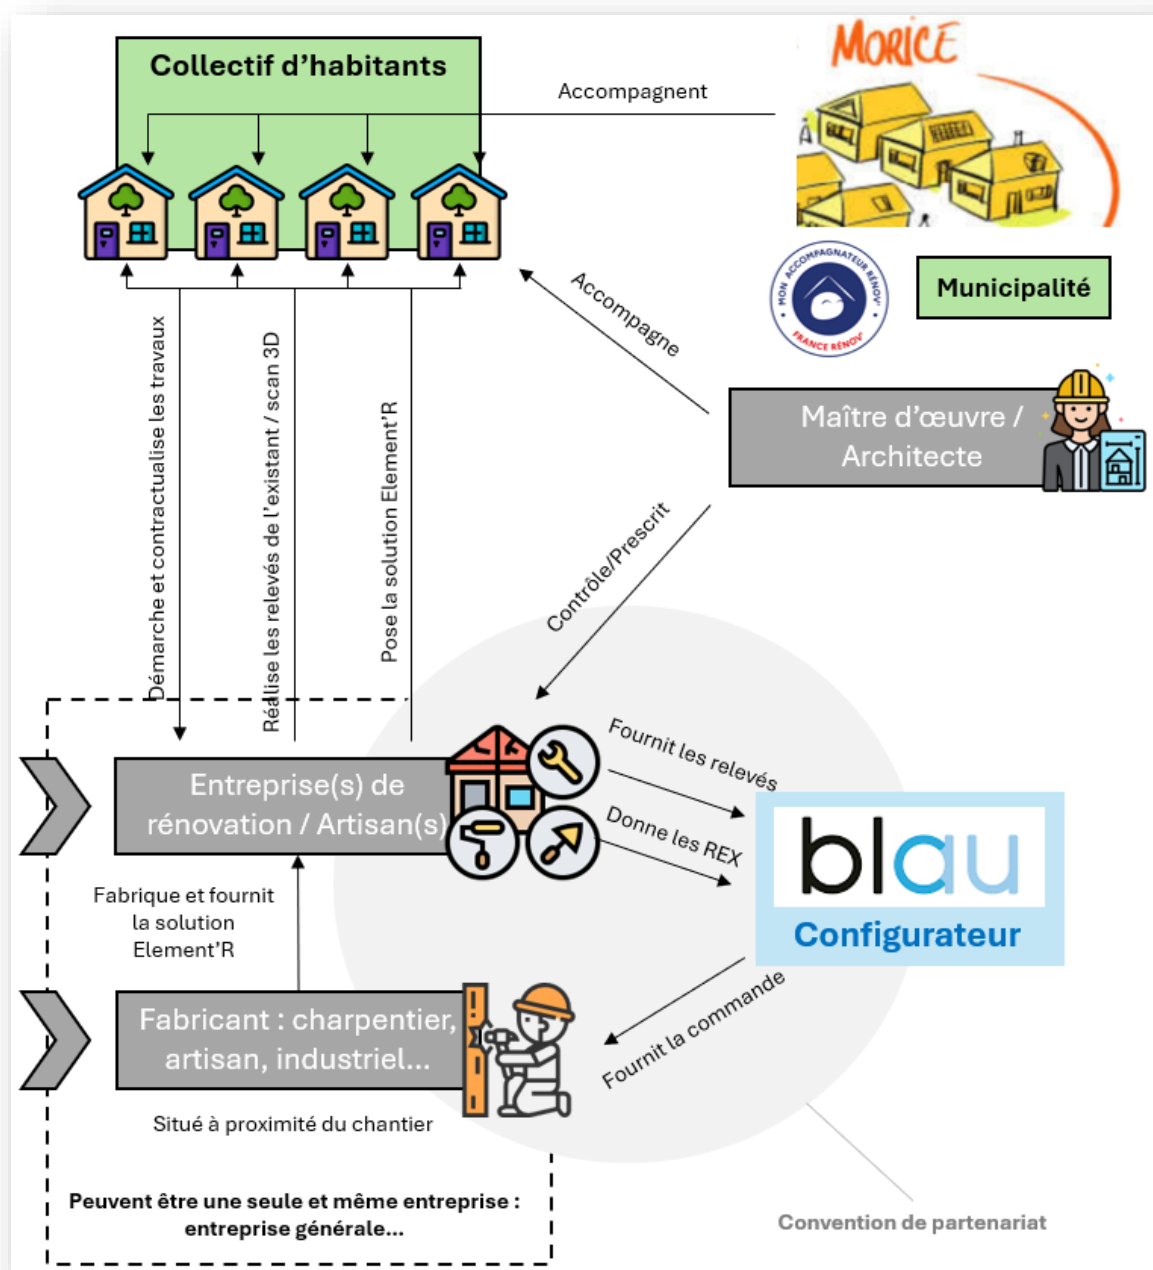 Collectif d'habitants
Accompagnent
MORICE
MON ACCOMPAGNATEUR RÉNOV'
FRANCE RÉNOV'
Municipalité
Accompagne
Maître d'œuvre /
Architecte
Démarche et contractualise les travaux
Réalise les relevés de l'existant / scan 3D
Pose la solution Element'R
Contrôle/Prescrit
Entreprise(s) de
rénovation / Artisan(s)
Fournit les relevés
Donne les REX
blau
Configurateur
Fabrique et fournit
la solution
Element'R
Fabricant : charpentier,
artisan, industriel...
Fournit la commande
Situé à proximité du chantier
Peuvent être une seule et même entreprise :
entreprise générale...
Convention de partenariat